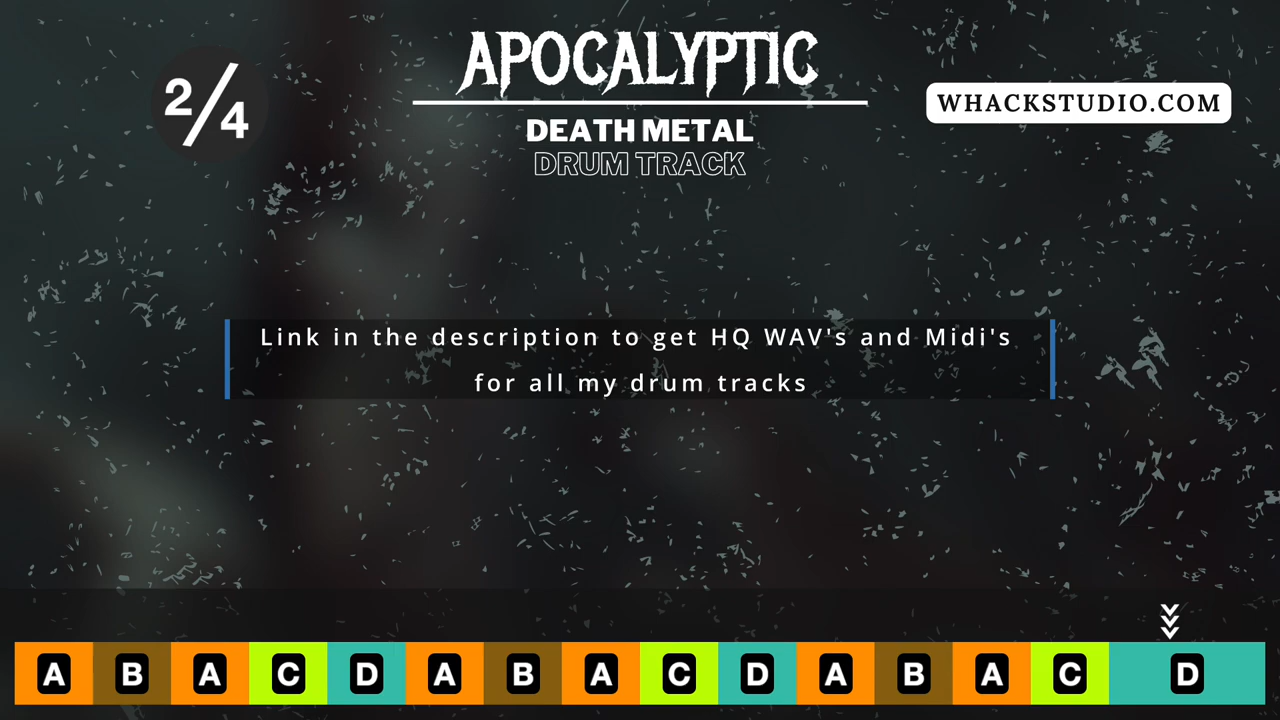 APOCALYPTIC
2/4
WHACKSTUDIO.COM
DEATH METAL
DRUM TRACK
Link in the description to get HQ WAV's and Midi's
for all my drum tracks
A B A C D A B A C D A B A C D